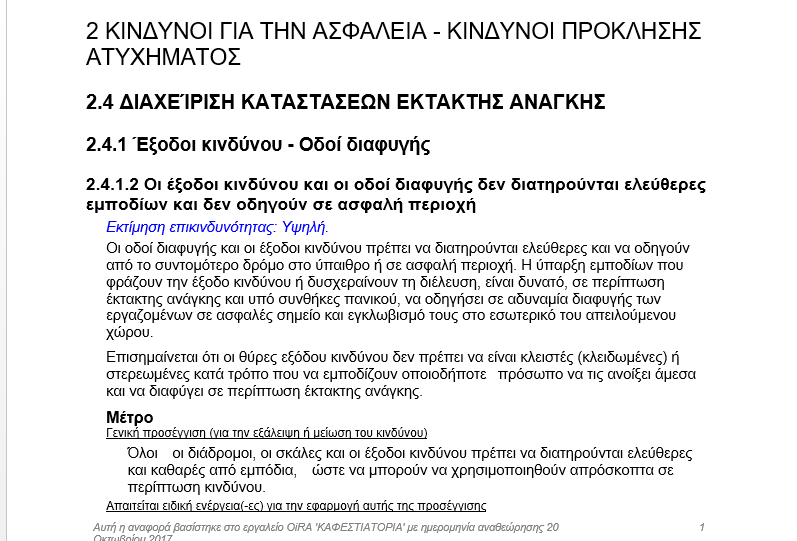 2 ΚΙΝΔΥΝΟΙ ΓΙΑ ΤΗΝ ΑΣΦΑΛΕΙΑ - ΚΙΝΔΥΝΟΙ ΠΡΟΚΛΗΣΗΣ
ΑΤΥΧΗΜΑΤΟΣ
2.4 ΔΙΑΧΕΊΡΙΣΗ ΚΑΤΑΣΤΑΣΕΩΝ ΕΚΤΑΚΤΗΣ ΑΝΑΓΚΗΣ
2.4.1 Έξοδοι κινδύνου - Οδοί διαφυγής
2.4.1.2 Οι έξοδοι κινδύνου και οι οδοί διαφυγής δεν διατηρούνται ελεύθερες
εμποδίων και δεν οδηγούν σε ασφαλή περιοχή
Εκτίμηση επικινδυνότητας: Υψηλή.
Οι οδοί διαφυγής και οι έξοδοι κινδύνου πρέπει να διατηρούνται ελεύθερες και να οδηγούν
από το συντομότερο δρόμο στο ύπαιθρο ή σε ασφαλή περιοχή. Η ύπαρξη εμποδίων που
φράζουν την έξοδο κινδύνου ή δυσχεραίνουν τη διέλευση, είναι δυνατό, σε περίπτωση
έκτακτης ανάγκης και υπό συνθήκες πανικού, να οδηγήσει σε αδυναμία διαφυγής των
εργαζομένων σε ασφαλές σημείο και εγκλωβισμό τους στο εσωτερικό του απειλούμενου
χώρου.
Επισημαίνεται ότι οι θύρες εξόδου κινδύνου δεν πρέπει να είναι κλειστές (κλειδωμένες) ή
στερεωμένες κατά τρόπο που να εμποδίζουν οποιοδήποτε πρόσωπο να τις ανοίξει άμεσα
και να διαφύγει σε περίπτωση έκτακτης ανάγκης.
Μέτρο
Γενική προσέγγιση (για την εξάλειψη ή μείωση του κινδύνου)
Όλοι οι διάδρομοι, οι σκάλες και οι έξοδοι κινδύνου πρέπει να διατηρούνται ελεύθερες
και καθαρές από εμπόδια, ώστε να μπορούν να χρησιμοποιηθούν απρόσκοπτα σε
περίπτωση κινδύνου.
Απαιτείται ειδική ενέργεια(-ες) για την εφαρμογή αυτής της προσέγγισης
Αυτή η αναφορά βασίστηκε στο εργαλείο OiRA 'ΚΑΦΕΣΤΙΑΤΟΡΙΑ' με ημερομηνία αναθεώρησης 20 1
Οκτωβρίου 2017